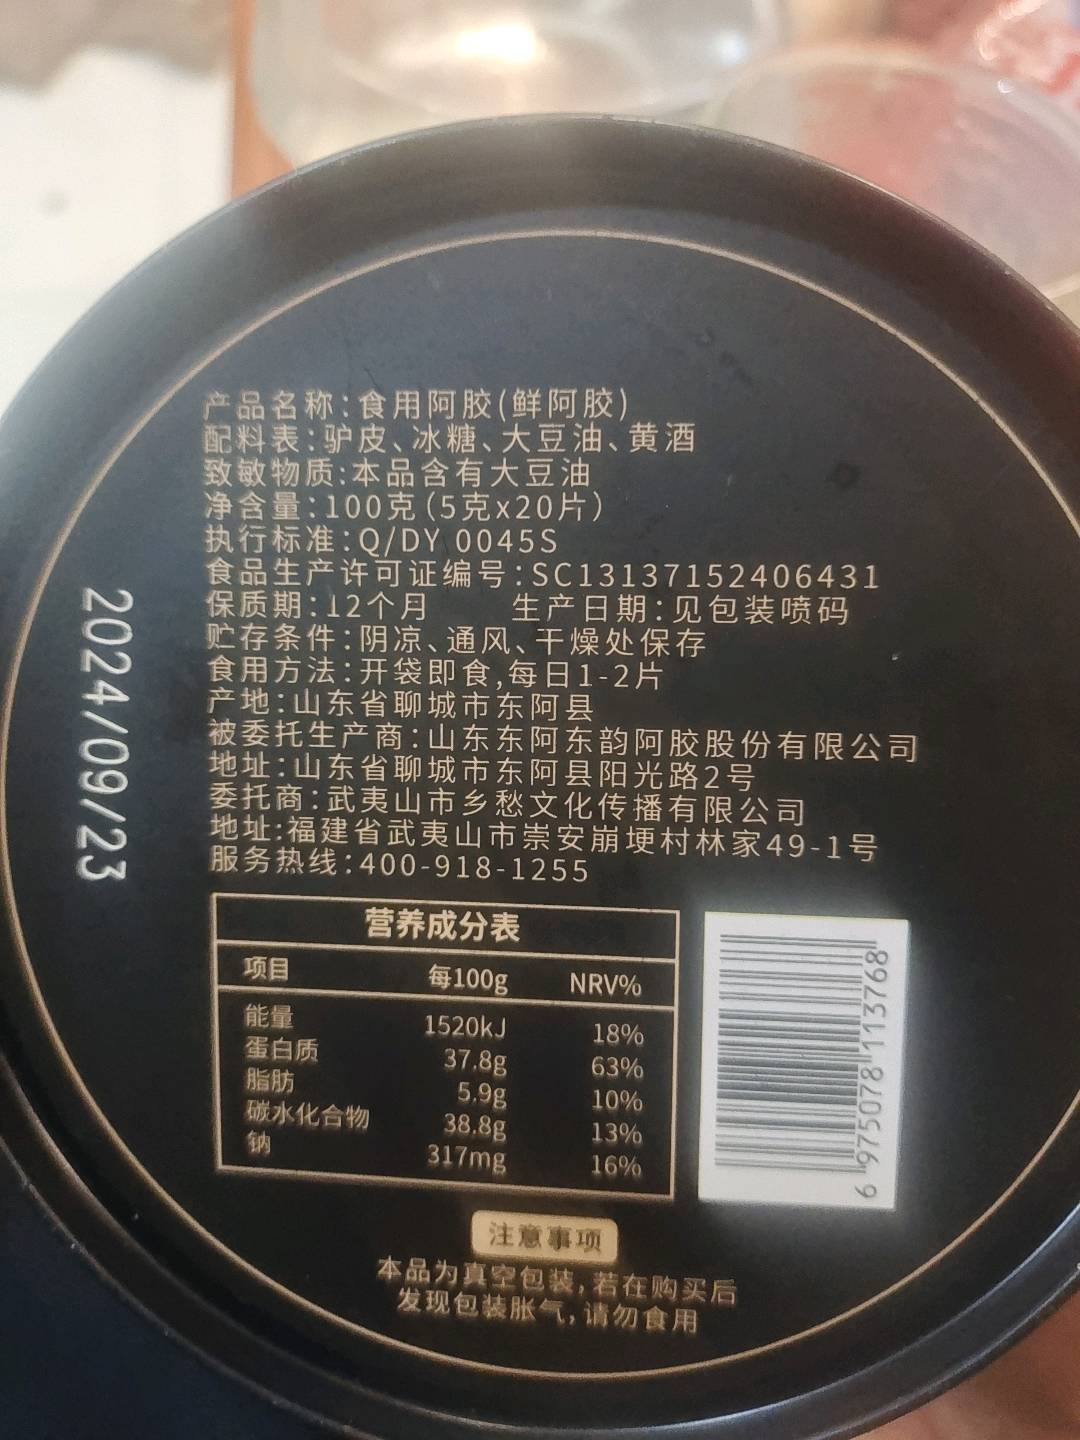 产品名称:食用阿胶(鲜阿胶)
配料表:驴皮、冰糖、大豆油、黄酒
致敏物质:本品含有大豆油
净含量:100克(5克x20片)
执行标准:Q/DY 0045S
食品生产许可证编号:SC13137152406431
保质期:12个月 生产日期:见包装喷码
贮存条件:阴凉、通风、干燥处保存
食用方法:开袋即食,每日1-2片
产地:山东省聊城市东阿县
被委托生产商:山东东阿东韵阿胶股份有限公司
地址:山东省聊城市东阿县阳光路2号
委托商:武夷山市乡愁文化传播有限公司
地址:福建省武夷山市崇安崩埂村林家49-1号
服务热线:400-918-1255
2024/09/23
营养成分表
项目 每100g NRV%
能量 1520kJ 18%
蛋白质 37.8g 63%
脂肪 5.9g 10%
碳水化合物 38.8g 13%
钠 317mg 16%
6 975078 113768
注意事项
本品为真空包装,若在购买后
发现包装胀气,请勿食用